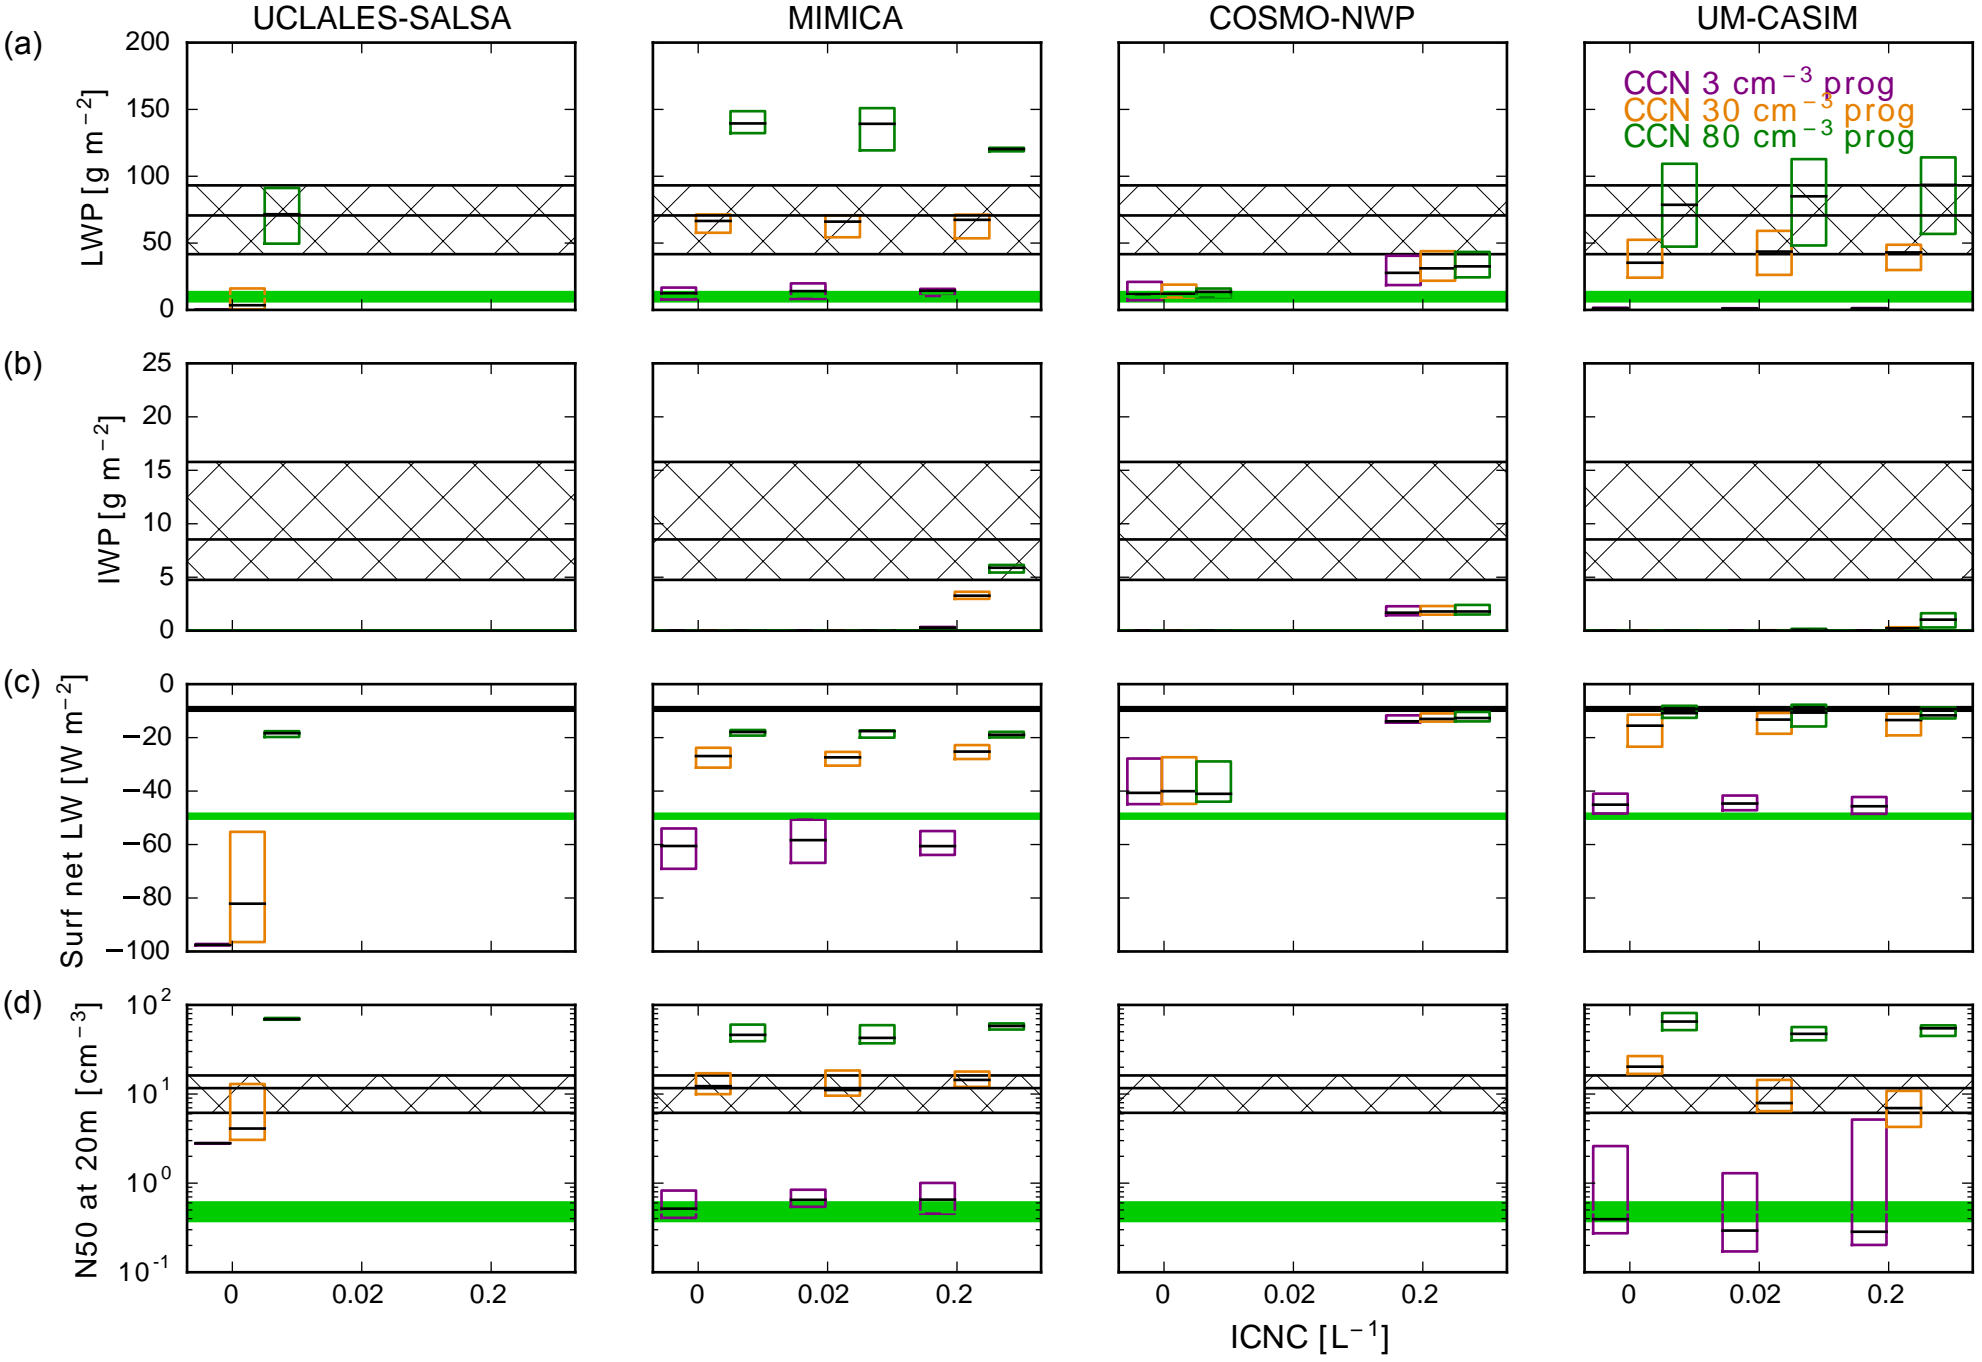 UCLALES-SALSA MIMICA COSMO-NWP UM-CASIM
(a)
LWP [g m⁻²]
200
150
100
50
0
CCN 3 cm⁻³ prog
CCN 30 cm⁻³ prog
CCN 80 cm⁻³ prog
(b)
IWP [g m⁻²]
25
20
15
10
5
0
(c)
Surf net LW [W m⁻²]
0
−20
−40
−60
−80
−100
(d)
N50 at 20m [cm⁻³]
10²
10¹
10⁰
10⁻¹
0 0.02 0.2 0 0.02 0.2 0 0.02 0.2 0 0.02 0.2
ICNC [L⁻¹]